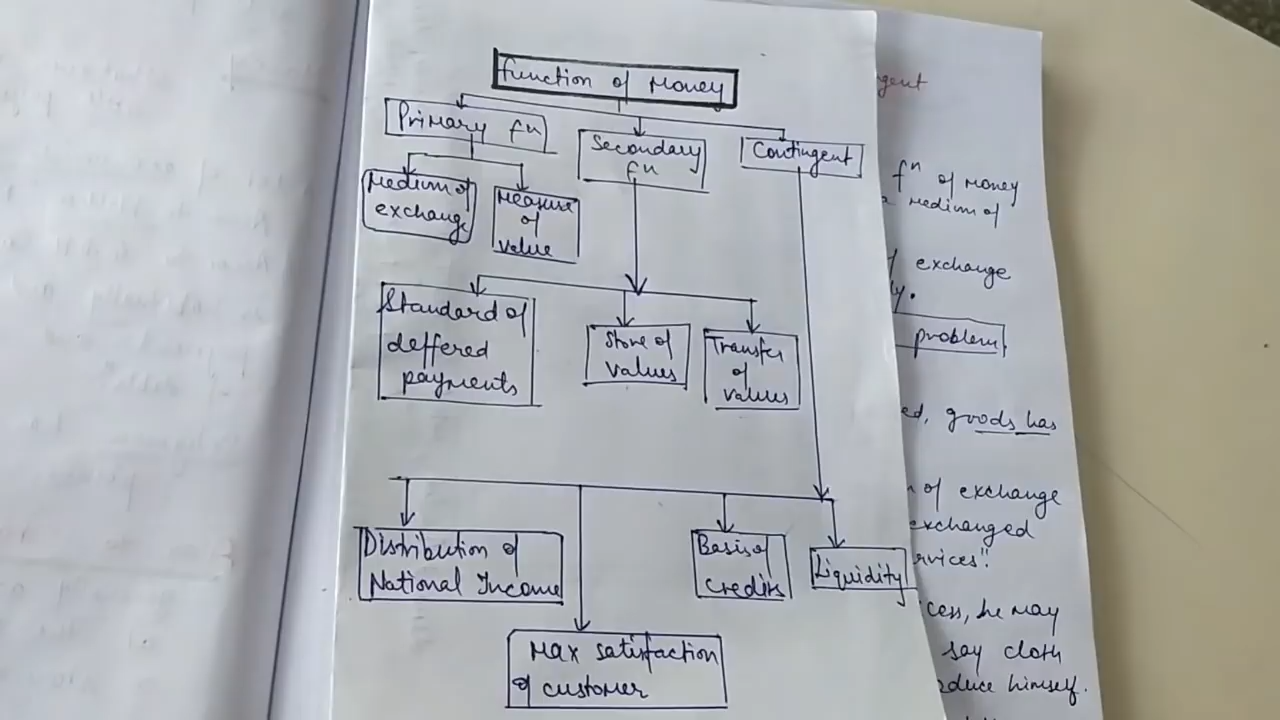 Function of Money
Primary fn
Secondary
fn
Contingent
Medium of
exchange
Measure
of
value
Standard of
deffered
payments
Store of
values
Transfer
of
values
Distribution of
National Income
Basis of
Credits
Liquidity
Max satisfaction
of customer
gent
fn of Money
medium of
exchange
problem
ed, goods has
of exchange
exchanged
rvices"
cess, he may
say cloth
oduce himself.